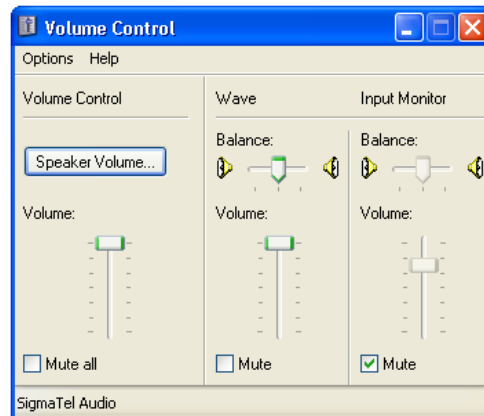 Volume Control
Options Help
Volume Control Wave Input Monitor
Balance: Balance:
Speaker Volume...
Volume: Volume: Volume:
Mute all Mute Mute
SigmaTel Audio